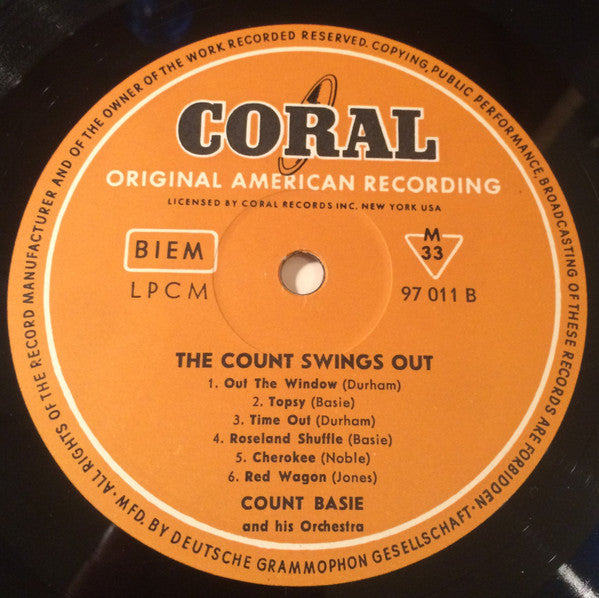 ALL RIGHTS OF THE RECORD MANUFACTURER AND OF THE OWNER OF THE WORK RECORDED RESERVED. COPYING, PUBLIC PERFORMANCE, BROADCASTING OF THESE RECORDS ARE FORBIDDEN · MFD. BY DEUTSCHE GRAMMOPHON GESELLSCHAFT ·
CORAL
ORIGINAL AMERICAN RECORDING
LICENSED BY CORAL RECORDS INC. NEW YORK USA
BIEM
M
33
LPCM
97 011 B
THE COUNT SWINGS OUT
1. Out The Window (Durham)
2. Topsy (Basie)
3. Time Out (Durham)
4. Roseland Shuffle (Basie)
5. Cherokee (Noble)
6. Red Wagon (Jones)
COUNT BASIE
and his Orchestra